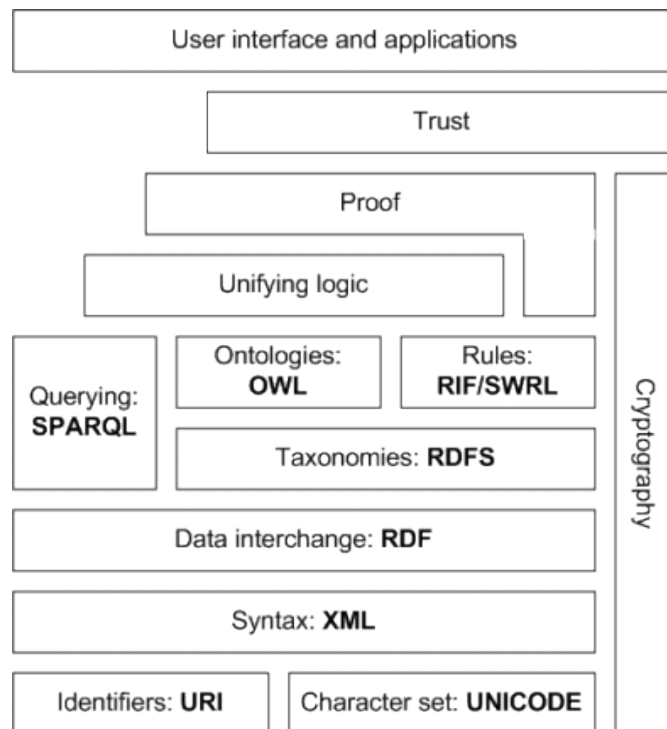 User interface and applications
Trust
Proof
Unifying logic
Querying:
SPARQL
Ontologies:
OWL
Rules:
RIF/SWRL
Taxonomies: RDFS
Cryptography
Data interchange: RDF
Syntax: XML
Identifiers: URI
Character set: UNICODE